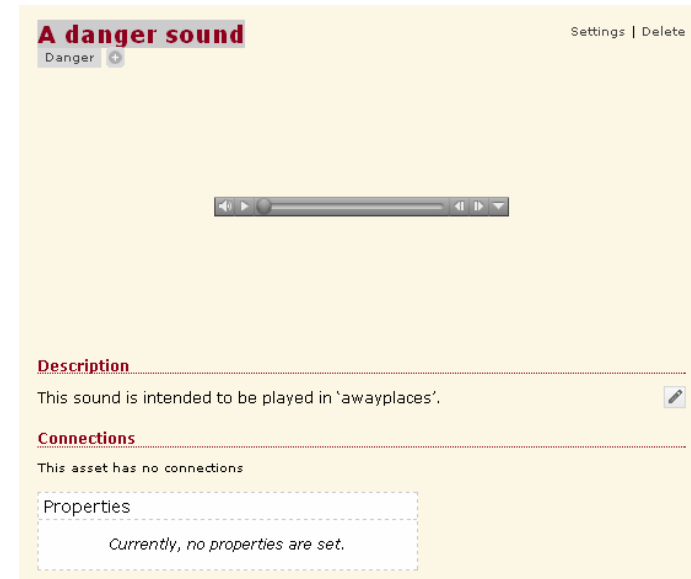 A danger sound
Settings | Delete
Danger
Description
This sound is intended to be played in ‘awayplaces’.
Connections
This asset has no connections
Properties
Currently, no properties are set.